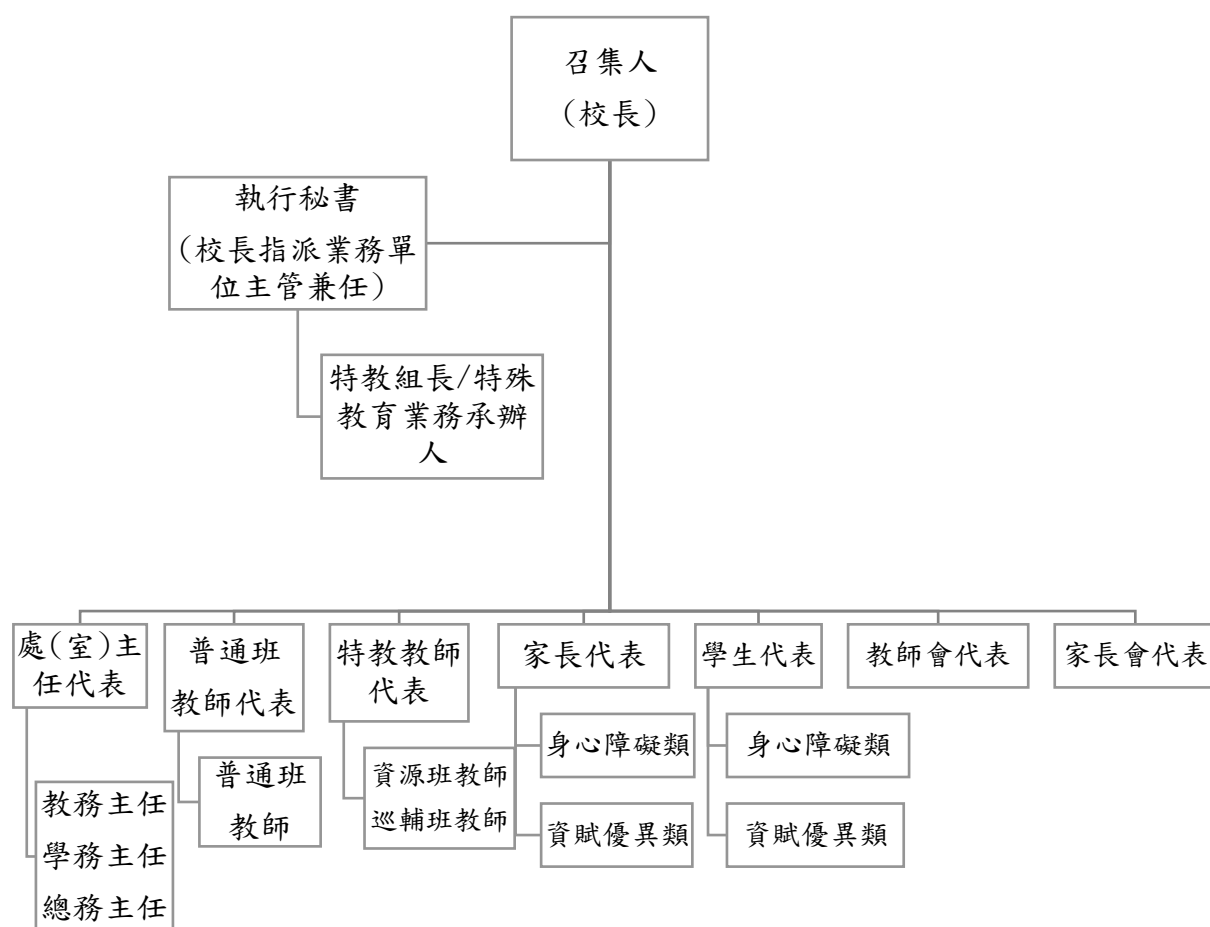 召集人
(校長)
執行秘書
(校長指派業務單
位主管兼任)
特教組長/特殊
教育業務承辦
人
處(室)主
任代表
教務主任
學務主任
總務主任
普通班
教師代表
普通班
教師
特教教師
代表
資源班教師
巡輔班教師
家長代表
身心障礙類
資賦優異類
學生代表
身心障礙類
資賦優異類
教師會代表
家長會代表